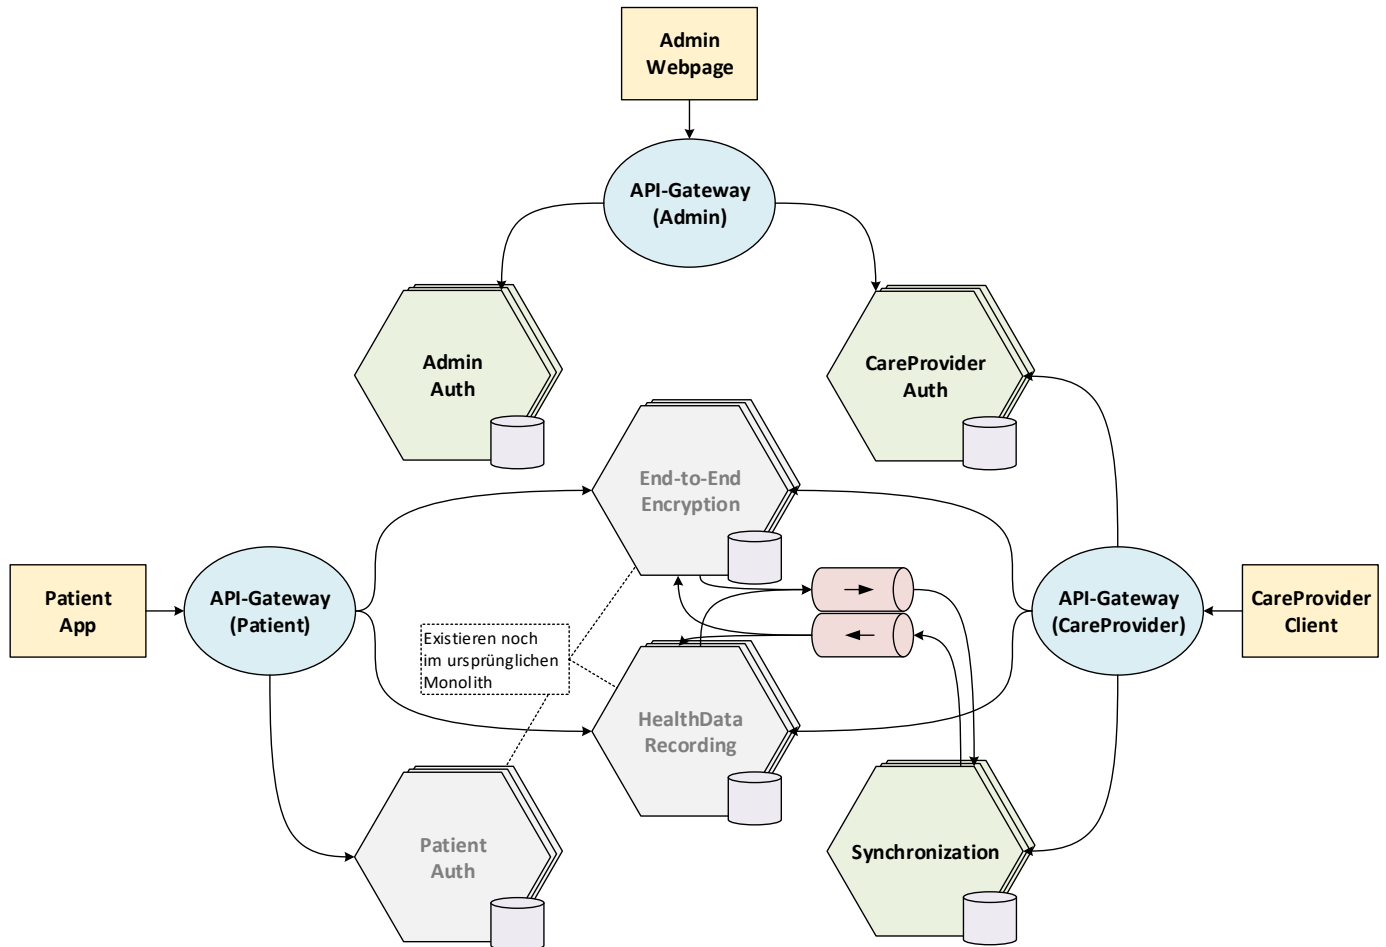 Admin
Webpage
API-Gateway
(Admin)
Admin
Auth
CareProvider
Auth
End-to-End
Encryption
Patient
App
API-Gateway
(Patient)
API-Gateway
(CareProvider)
CareProvider
Client
Existieren noch
im ursprünglichen
Monolith
HealthData
Recording
Patient
Auth
Synchronization